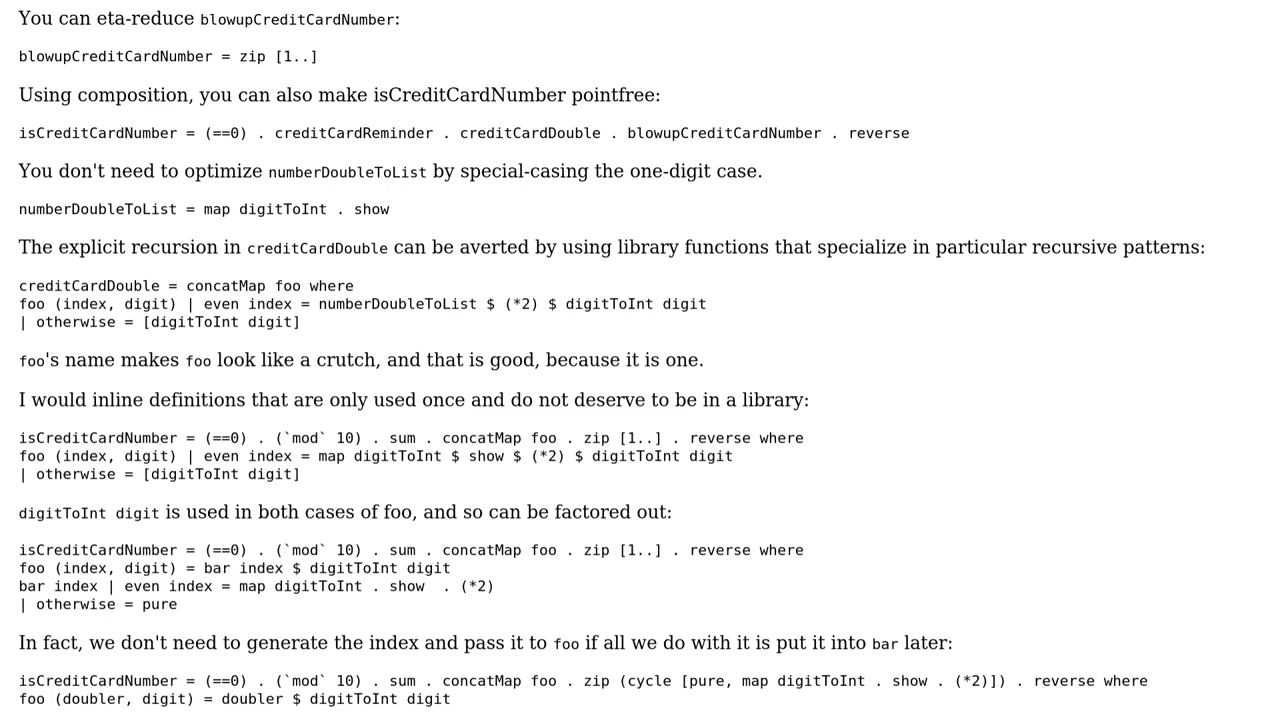 You can eta-reduce blowupCreditCardNumber:
blowupCreditCardNumber = zip [1..]
Using composition, you can also make isCreditCardNumber pointfree:
isCreditCardNumber = (==0) . creditCardReminder . creditCardDouble . blowupCreditCardNumber . reverse
You don't need to optimize numberDoubleToList by special-casing the one-digit case.
numberDoubleToList = map digitToInt . show
The explicit recursion in creditCardDouble can be averted by using library functions that specialize in particular recursive patterns:
creditCardDouble = concatMap foo where
foo (index, digit) | even index = numberDoubleToList $ (*2) $ digitToInt digit
| otherwise = [digitToInt digit]
foo's name makes foo look like a crutch, and that is good, because it is one.
I would inline definitions that are only used once and do not deserve to be in a library:
isCreditCardNumber = (==0) . (`mod` 10) . sum . concatMap foo . zip [1..] . reverse where
foo (index, digit) | even index = map digitToInt $ show $ (*2) $ digitToInt digit
| otherwise = [digitToInt digit]
digitToInt digit is used in both cases of foo, and so can be factored out:
isCreditCardNumber = (==0) . (`mod` 10) . sum . concatMap foo . zip [1..] . reverse where
foo (index, digit) = bar index $ digitToInt digit
bar index | even index = map digitToInt . show  . (*2)
| otherwise = pure
In fact, we don't need to generate the index and pass it to foo if all we do with it is put it into bar later:
isCreditCardNumber = (==0) . (`mod` 10) . sum . concatMap foo . zip (cycle [pure, map digitToInt . show . (*2)]) . reverse where
foo (doubler, digit) = doubler $ digitToInt digit